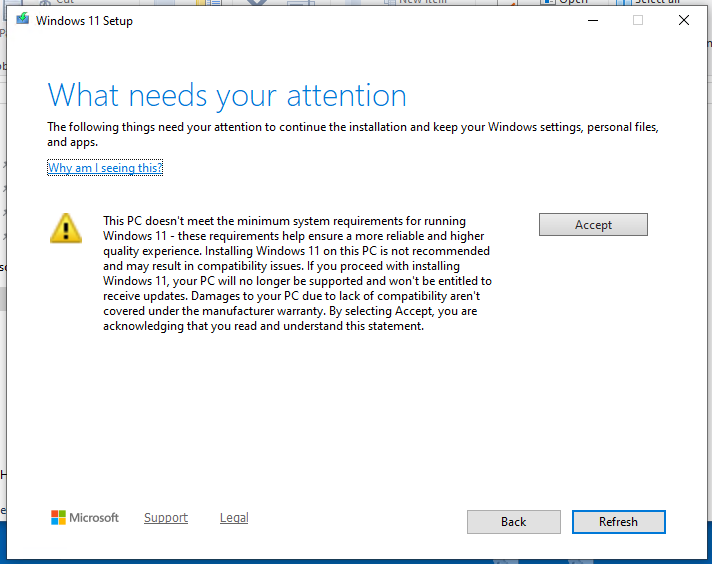 Cut
New item
Open
Select all
Windows 11 Setup
What needs your attention
The following things need your attention to continue the installation and keep your Windows settings, personal files,
and apps.
Why am I seeing this?
This PC doesn't meet the minimum system requirements for running
Windows 11 - these requirements help ensure a more reliable and higher
quality experience. Installing Windows 11 on this PC is not recommended
and may result in compatibility issues. If you proceed with installing
Windows 11, your PC will no longer be supported and won't be entitled to
receive updates. Damages to your PC due to lack of compatibility aren't
covered under the manufacturer warranty. By selecting Accept, you are
acknowledging that you read and understand this statement.
Accept
Microsoft
Support
Legal
Back
Refresh